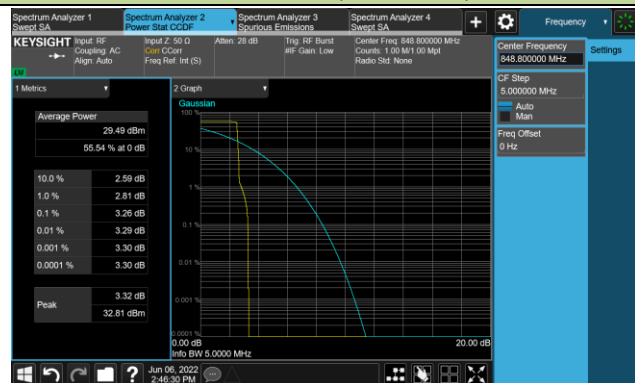 Spectrum Analyzer 1
Swept SA
Spectrum Analyzer 2
Power Stat CCDF
Spectrum Analyzer 3
Spurious Emissions
Spectrum Analyzer 4
Swept SA
Frequency
KEYSIGHT
Input: RF
Coupling: AC
Align: Auto
Input Z: 50 Ω
Corr CCorr
Freq Ref: Int (S)
Atten: 28 dB
Trig: RF Burst
#IF Gain: Low
Center Freq: 848.800000 MHz
Counts: 1.00 M/1.00 Mpt
Radio Std: None
Center Frequency
848.800000 MHz
Settings
CF Step
5.000000 MHz
Auto
Man
Freq Offset
0 Hz
1 Metrics
Average Power
29.49 dBm
55.54 % at 0 dB
10.0 % 2.59 dB
1.0 % 2.81 dB
0.1 % 3.26 dB
0.01 % 3.29 dB
0.001 % 3.30 dB
0.0001 % 3.30 dB
Peak
3.32 dB
32.81 dBm
2 Graph
Gaussian
100 %
10 %
1 %
0.1 %
0.01 %
0.001 %
0.0001 %
0.00 dB
20.00 dB
Info BW 5.0000 MHz
?
Jun 06, 2022
2:46:30 PM